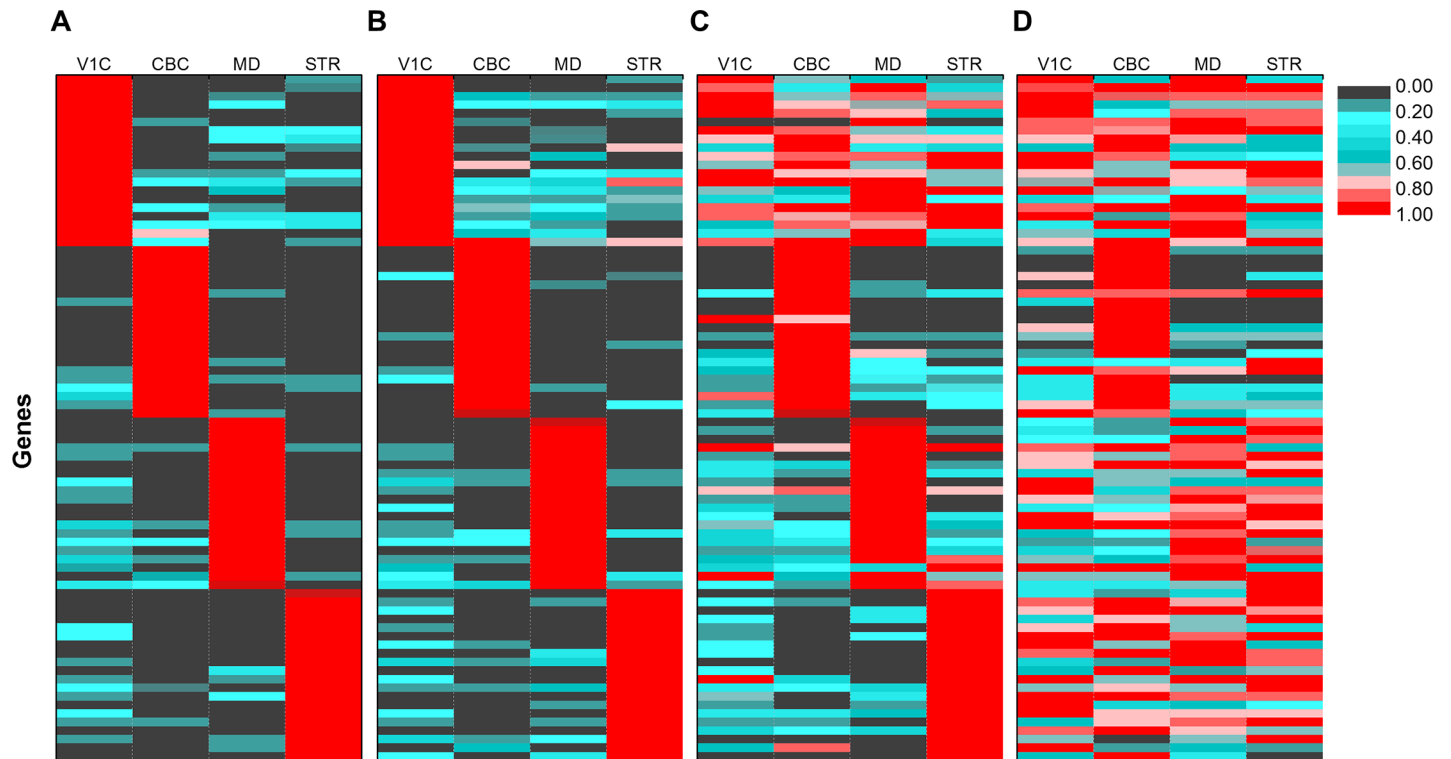 A B C D
V1C CBC MD STR V1C CBC MD STR V1C CBC MD STR V1C CBC MD STR
0.00
0.20
0.40
0.60
0.80
1.00
Genes